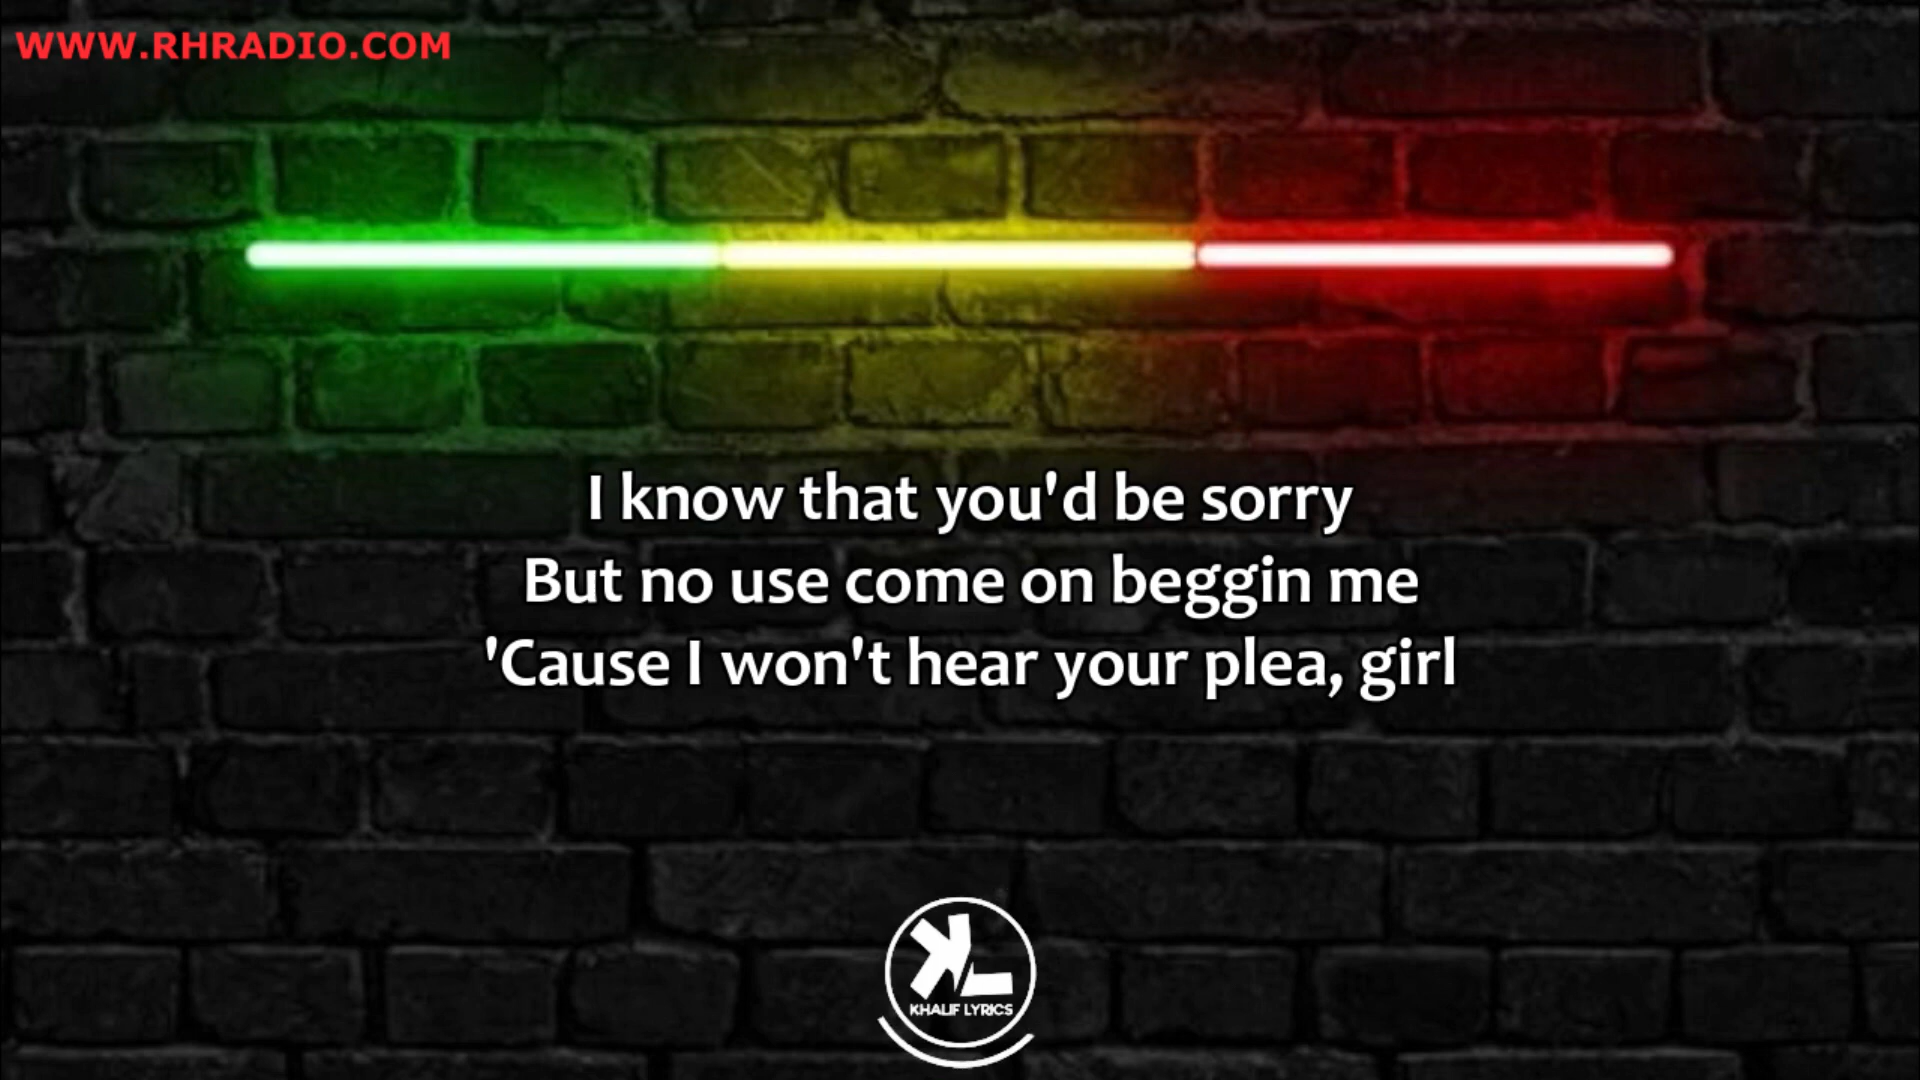 WWW.RHRADIO.COM
I know that you'd be sorry
But no use come on beggin me
'Cause I won't hear your plea, girl
KL
KHALIF LYRICS